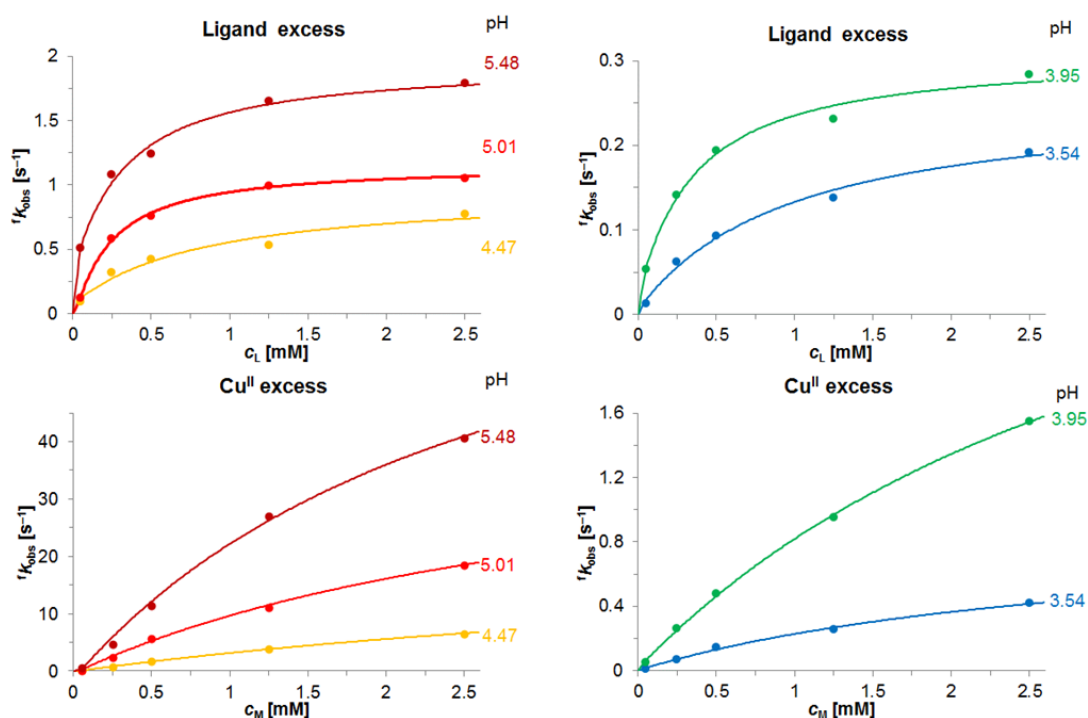 Ligand excess
pH
2
1.5
1
0.5
0
ᶠKobs [s⁻¹]
5.48
5.01
4.47
0 0.5 1 1.5 2 2.5
cL [mM]
Ligand excess
pH
0.3
0.2
0.1
0
ᶠKobs [s⁻¹]
3.95
3.54
0 0.5 1 1.5 2 2.5
cL [mM]
Cuᴵᴵ excess
pH
40
30
20
10
0
ᶠKobs [s⁻¹]
5.48
5.01
4.47
0 0.5 1 1.5 2 2.5
cM [mM]
Cuᴵᴵ excess
pH
1.6
1.2
0.8
0.4
0
ᶠKobs [s⁻¹]
3.95
3.54
0 0.5 1 1.5 2 2.5
cM [mM]